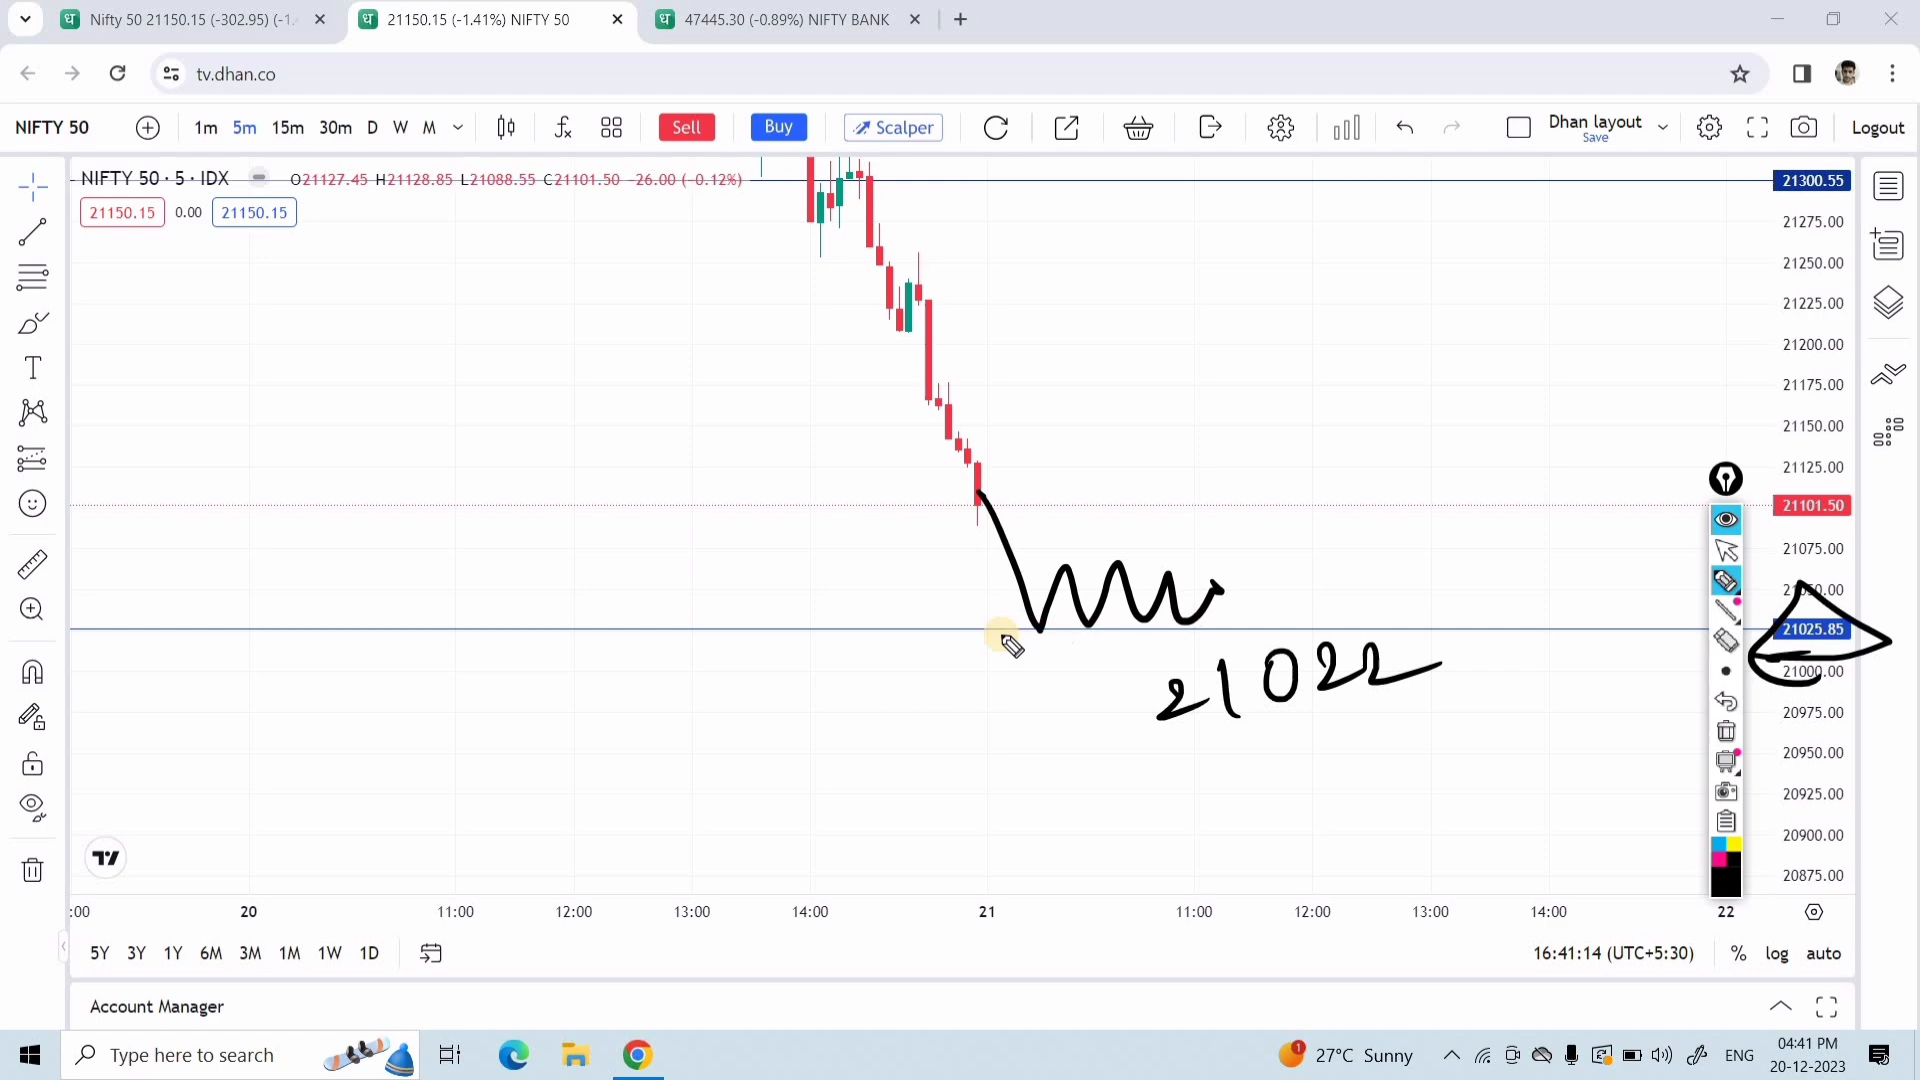 Nifty 50 21150.15 (-302.95) (-1.
21150.15 (-1.41%) NIFTY 50
47445.30 (-0.89%) NIFTY BANK
tv.dhan.co
NIFTY 50 1m 5m 15m 30m D W M Sell Buy Scalper Dhan layout Save Logout
NIFTY 50 · 5 · IDX O21127.45 H21128.85 L21088.55 C21101.50 -26.00 (-0.12%)
21150.15 0.00 21150.15
21300.55
21275.00
21250.00
21225.00
21200.00
21175.00
21150.00
21125.00
21101.50
21075.00
21025.85
21000.00
21022
20975.00
20950.00
20925.00
20900.00
20875.00
:00 20 11:00 12:00 13:00 14:00 21 11:00 12:00 13:00 14:00 22
5Y 3Y 1Y 6M 3M 1M 1W 1D 16:41:14 (UTC+5:30) % log auto
Account Manager
Type here to search
1
27°C Sunny
ENG
04:41 PM
20-12-2023